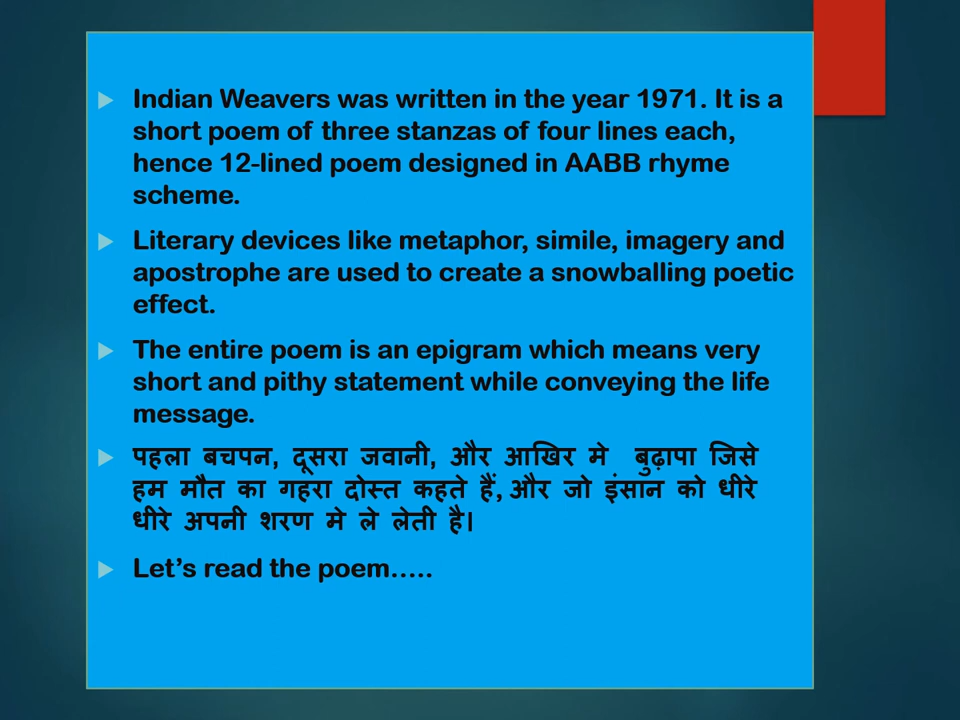 Indian Weavers was written in the year 1971. It is a
short poem of three stanzas of four lines each,
hence 12-lined poem designed in AABB rhyme
scheme.
Literary devices like metaphor, simile, imagery and
apostrophe are used to create a snowballing poetic
effect.
The entire poem is an epigram which means very
short and pithy statement while conveying the life
message.
पहला बचपन, दूसरा जवानी, और आखिर मे बुढ़ापा जिसे
हम मौत का गहरा दोस्त कहते हैं, और जो इंसान को धीरे
धीरे अपनी शरण मे ले लेती है।
Let’s read the poem…..